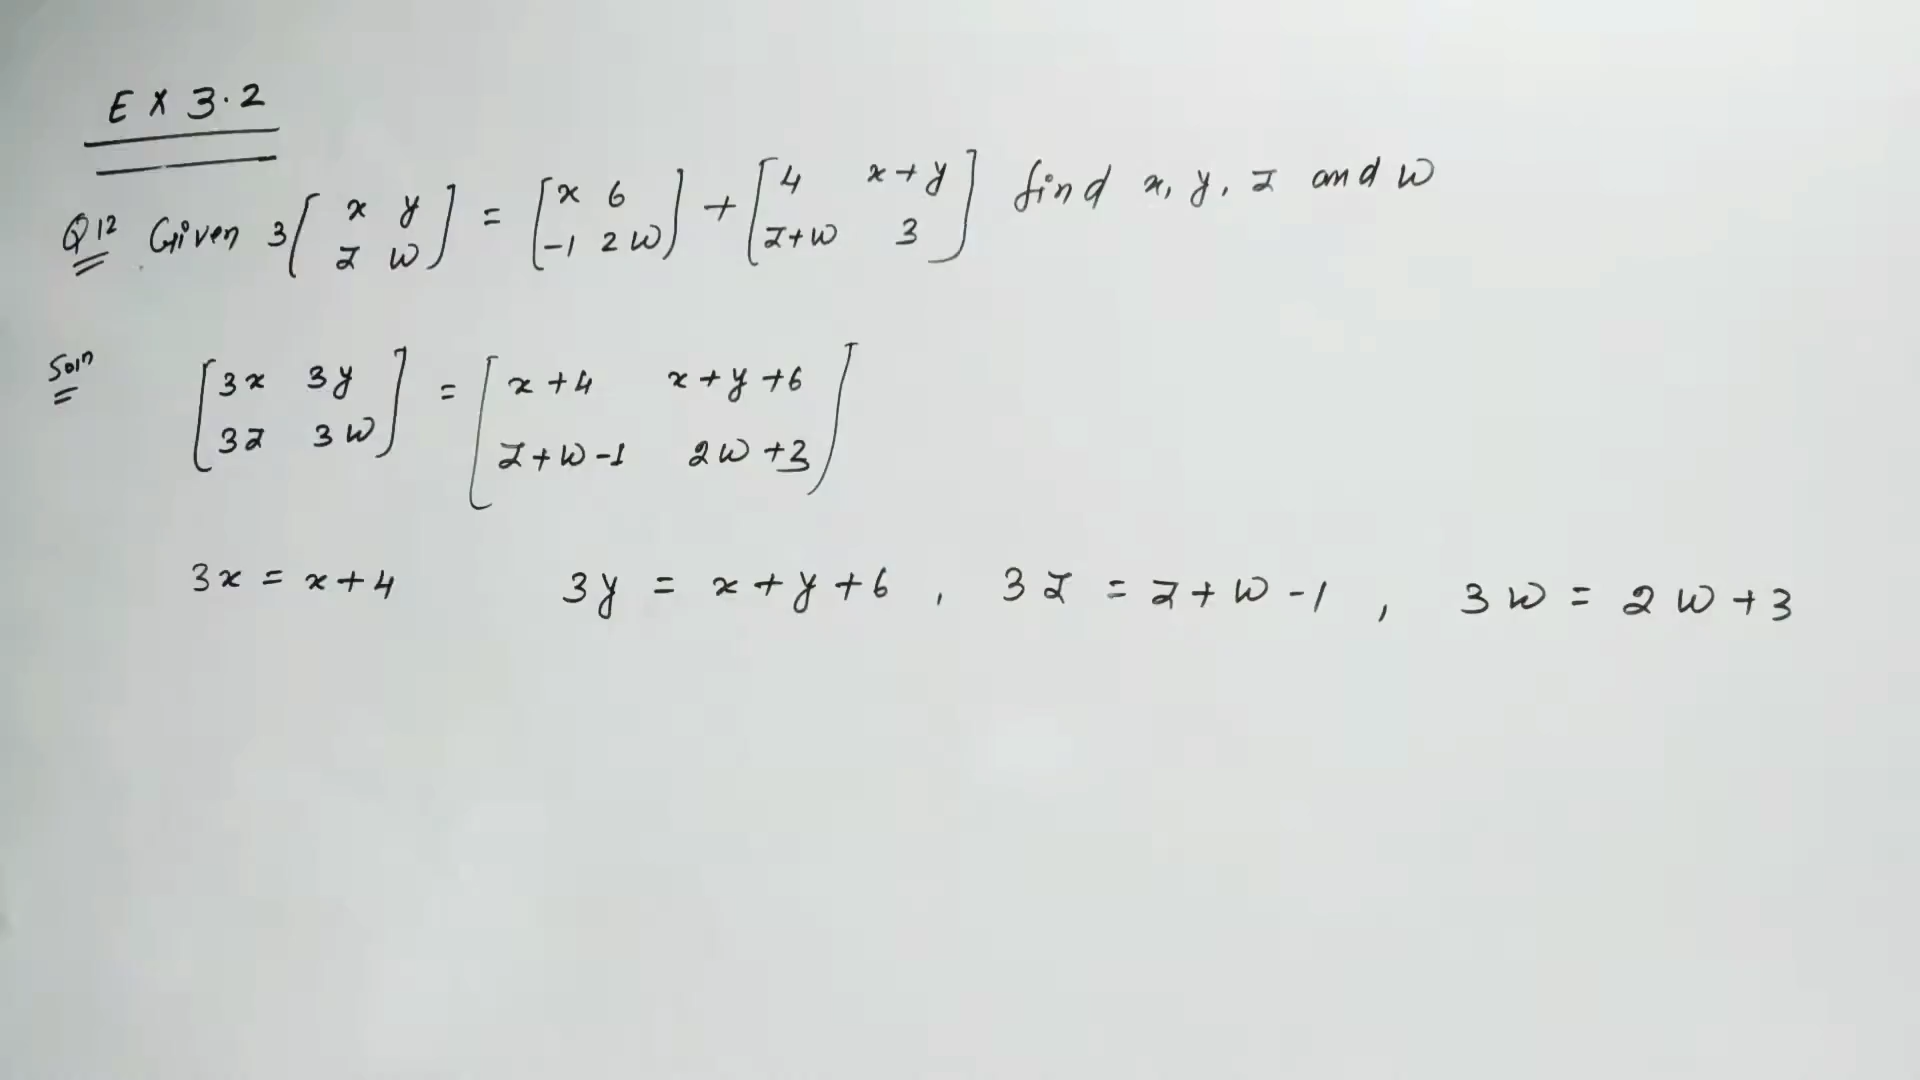 Ex 3.2
Q12 Given 3[x y; z w] = [x 6; -1 2w] + [4 x+y; z+w 3] find x, y, z and w
Soln [3x 3y; 3z 3w] = [x+4 x+y+6; z+w-1 2w+3]
3x = x+4 3y = x+y+6 , 3z = z+w-1 , 3w = 2w+3